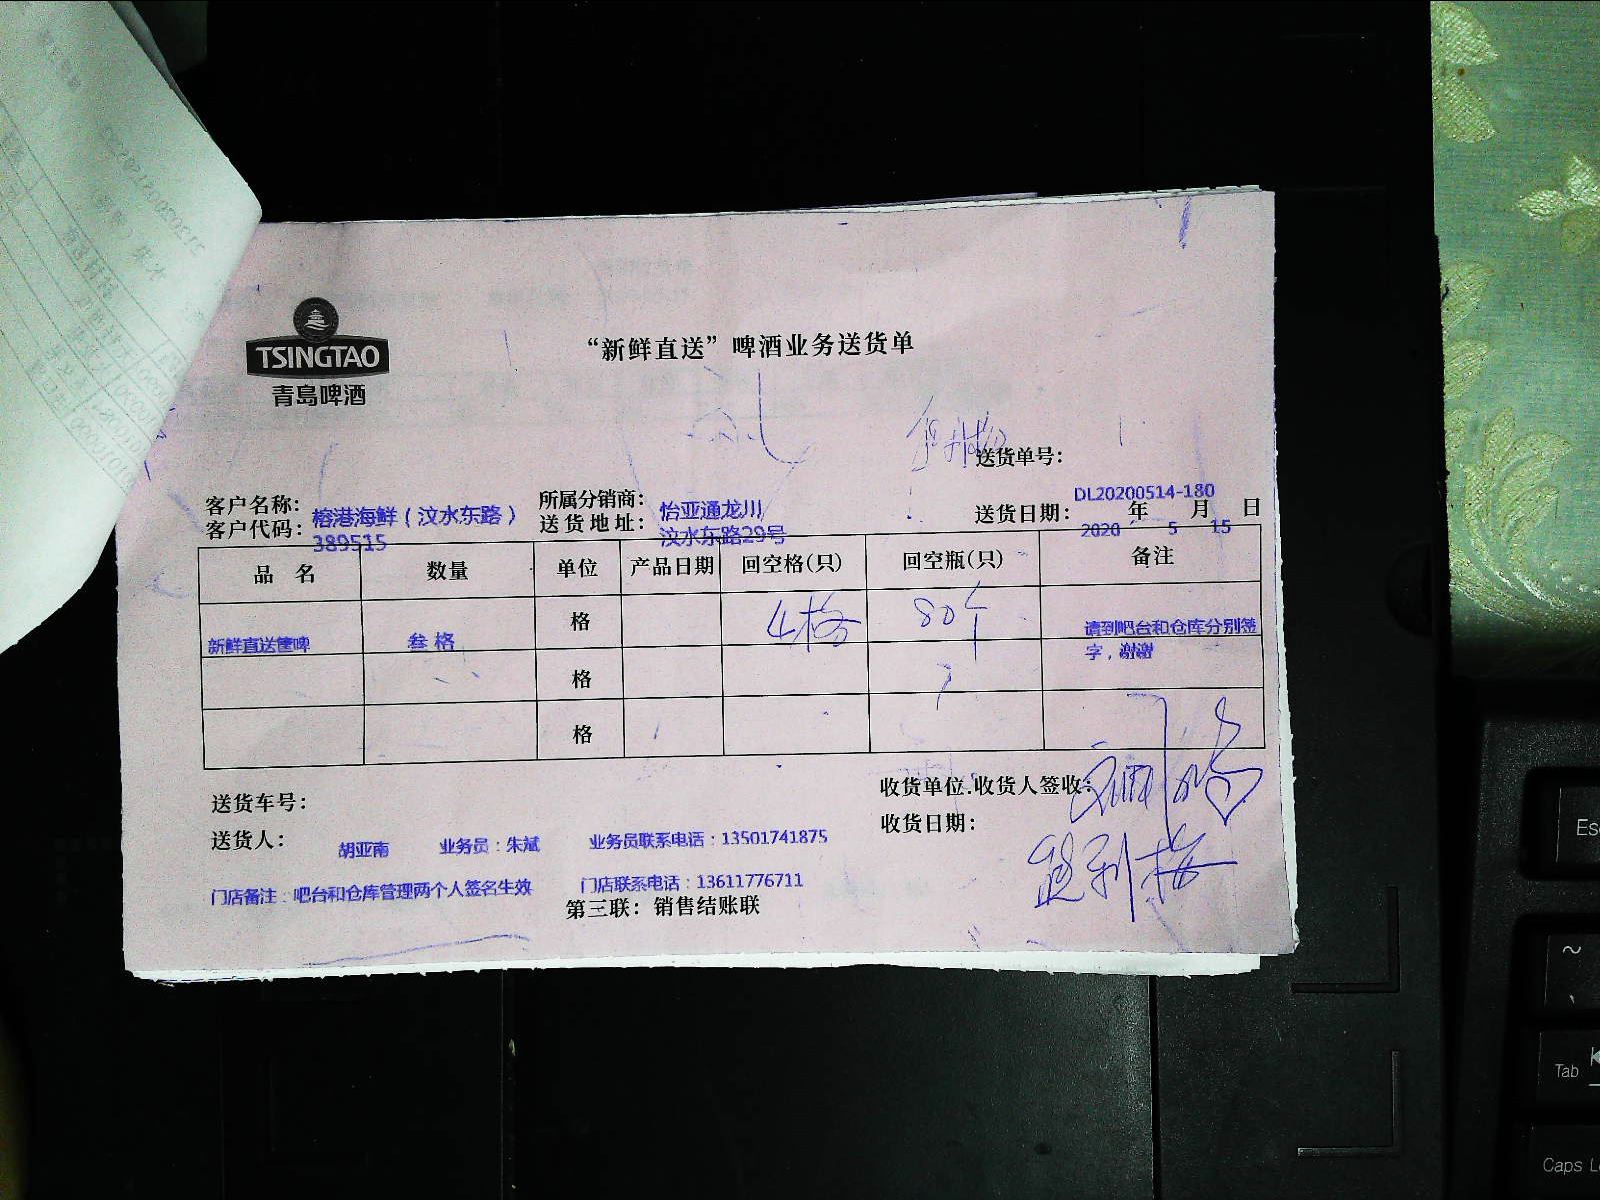 TSINGTAO
青岛啤酒
“新鲜直送”啤酒业务送货单
送货单号：
DL20200514-180
客户名称： 榕港海鲜（汶水东路） 所属分销商： 怡亚通龙川
客户代码： 389515 送货地址： 汶水东路29号
送货日期： 2020 年 5 月 15 日
品 名 数量 单位 产品日期 回空格(只) 回空瓶(只) 备注
新鲜直送筐啤 叁格 格 4格 80个 请到吧台和仓库分别签字，谢谢
格
格
送货车号： 收货单位.收货人签收：
送货人： 胡亚南 业务员：朱斌 业务员联系电话：13501741875 收货日期：
门店备注：吧台和仓库管理两个人签名生效 门店联系电话：13611776711
第三联：销售结账联
Esc
~
Tab
Caps L